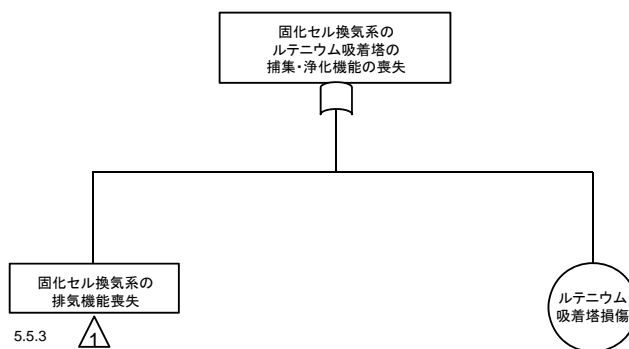 固化セル換気系の
ルテニウム吸着塔の
捕集・浄化機能の喪失
固化セル換気系の
排気機能喪失
5.5.3
1
ルテニウム
吸着塔損傷